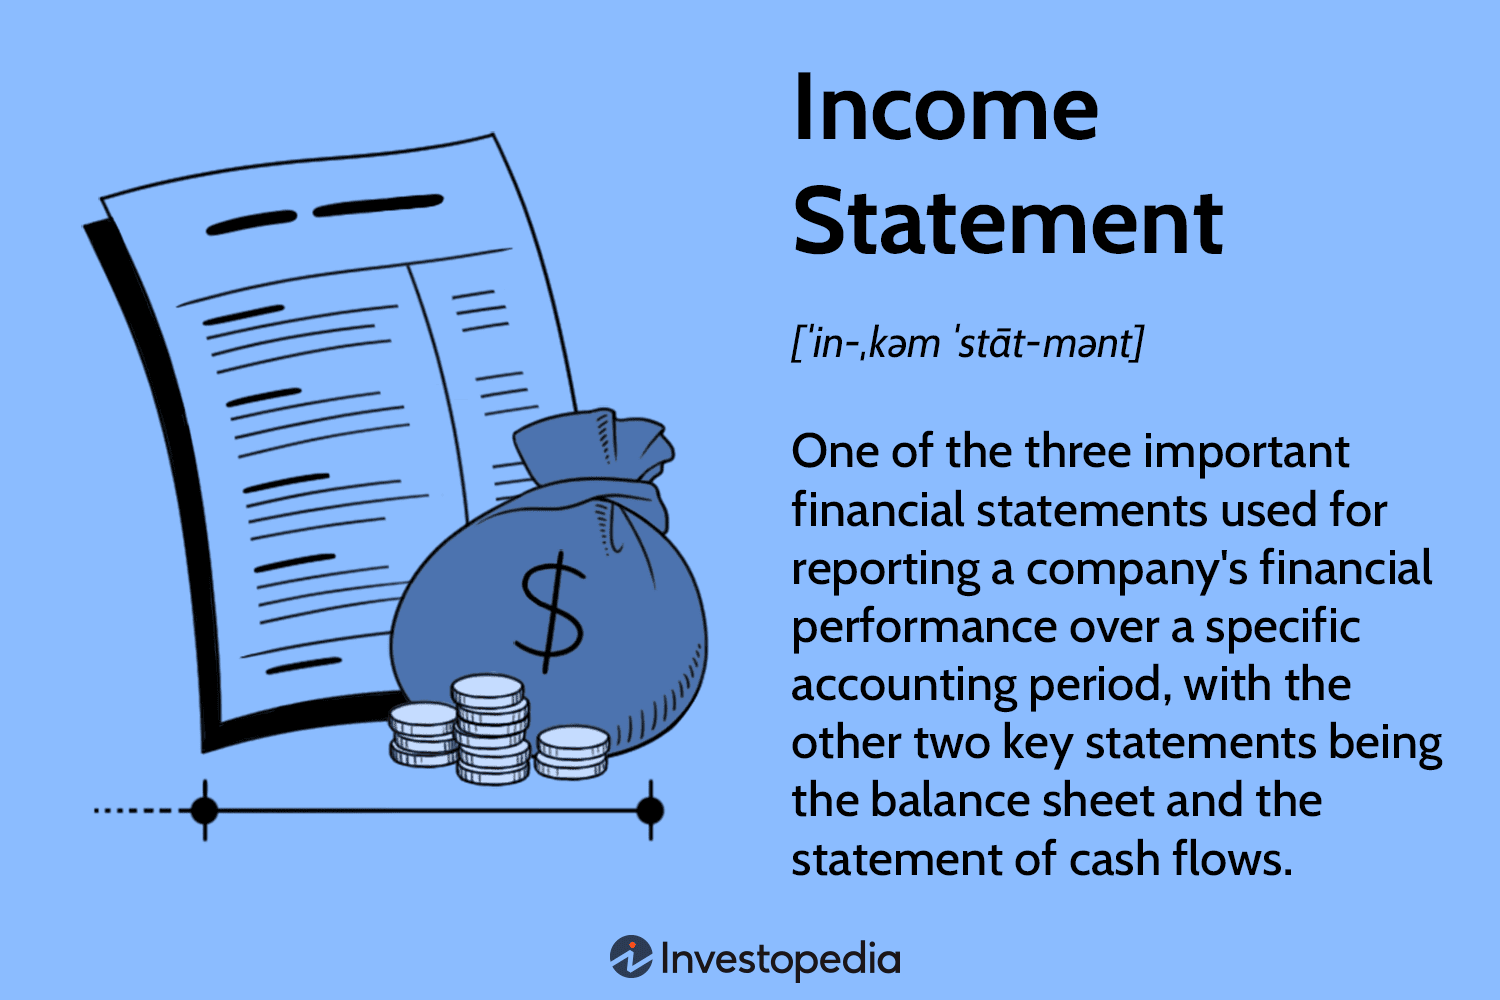 Income
Statement
[ˈin-ˌkəm ˈstāt-mənt]
One of the three important
financial statements used for
reporting a company's financial
performance over a specific
accounting period, with the
other two key statements being
the balance sheet and the
statement of cash flows.
$
Investopedia